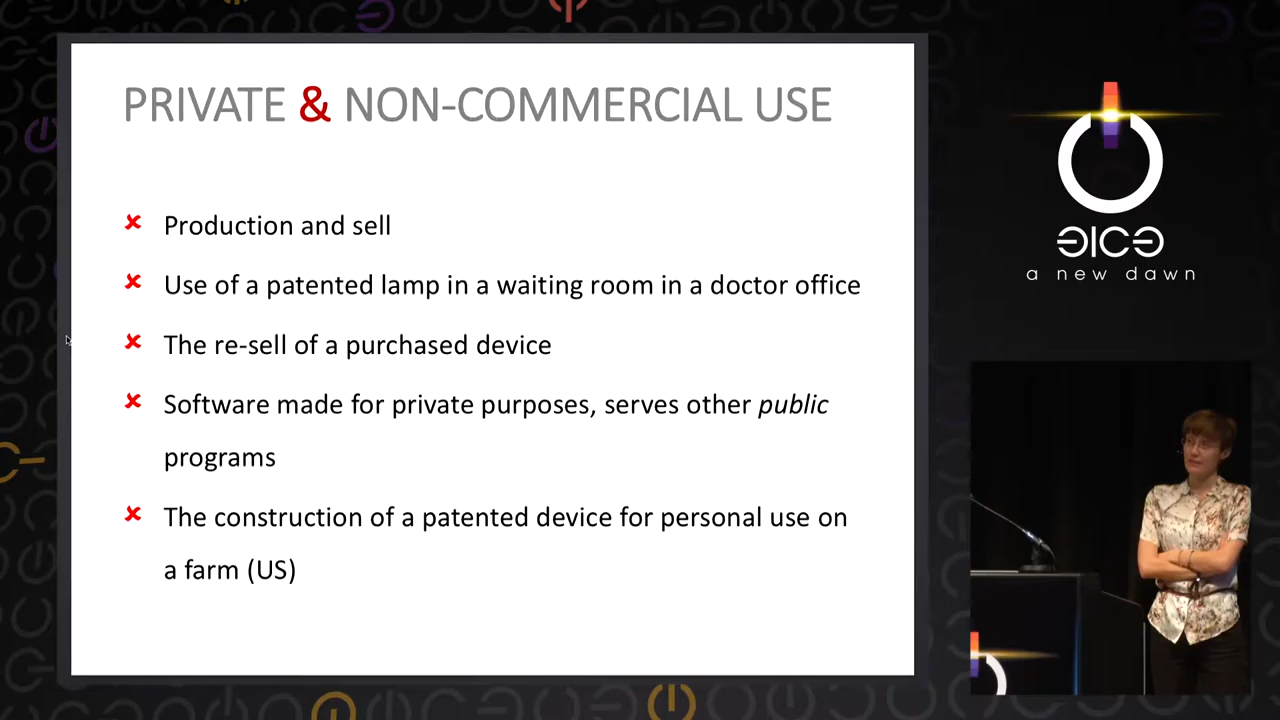 PRIVATE & NON-COMMERCIAL USE
✘ Production and sell
✘ Use of a patented lamp in a waiting room in a doctor office
✘ The re-sell of a purchased device
✘ Software made for private purposes, serves other public
programs
✘ The construction of a patented device for personal use on
a farm (US)
ƎICƎ
a new dawn